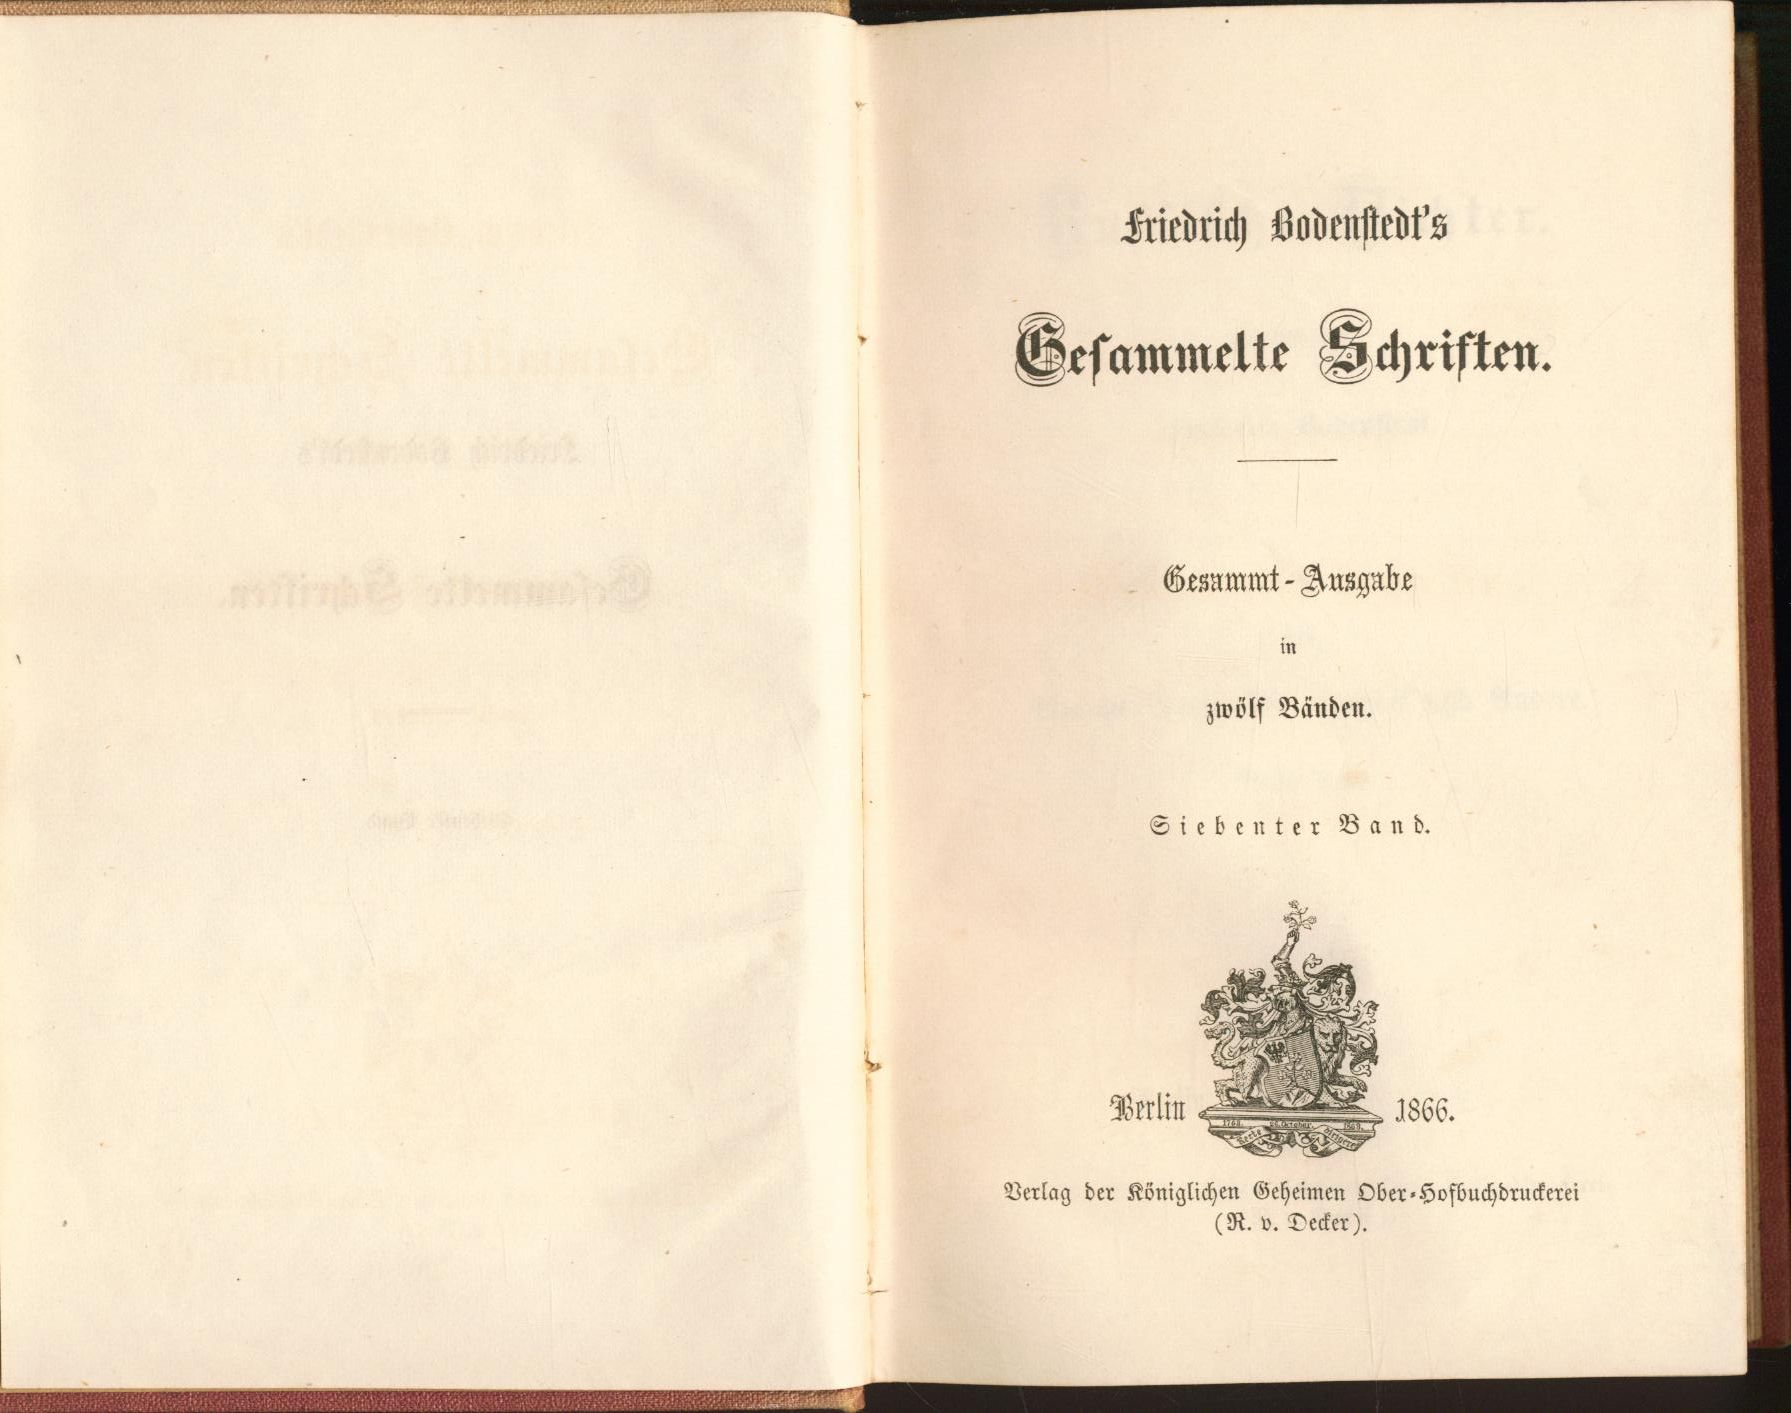 Friedrich Bodenstedt's
Gesammelte Schriften.
Gesammt-Ausgabe
in
zwölf Bänden.
Siebenter Band.
Berlin 1866.
Verlag der Königlichen Geheimen Ober-Hofbuchdruckerei
(R. v. Decker).